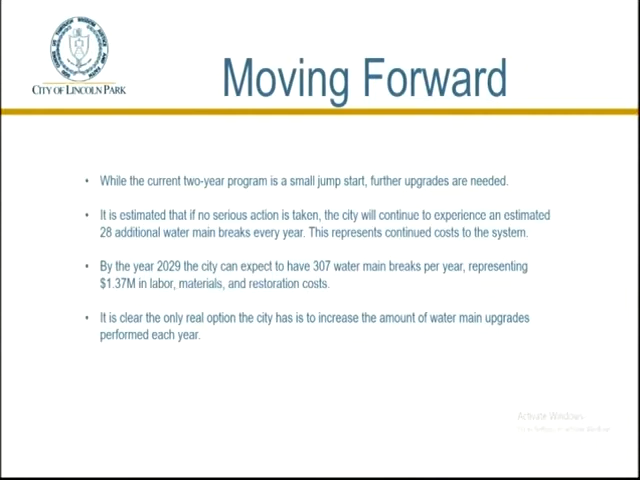 CITY OF LINCOLN PARK
Moving Forward
• While the current two-year program is a small jump start, further upgrades are needed.
• It is estimated that if no serious action is taken, the city will continue to experience an estimated
28 additional water main breaks every year. This represents continued costs to the system.
• By the year 2029 the city can expect to have 307 water main breaks per year, representing
$1.37M in labor, materials, and restoration costs.
• It is clear the only real option the city has is to increase the amount of water main upgrades
performed each year.
Activate Windows